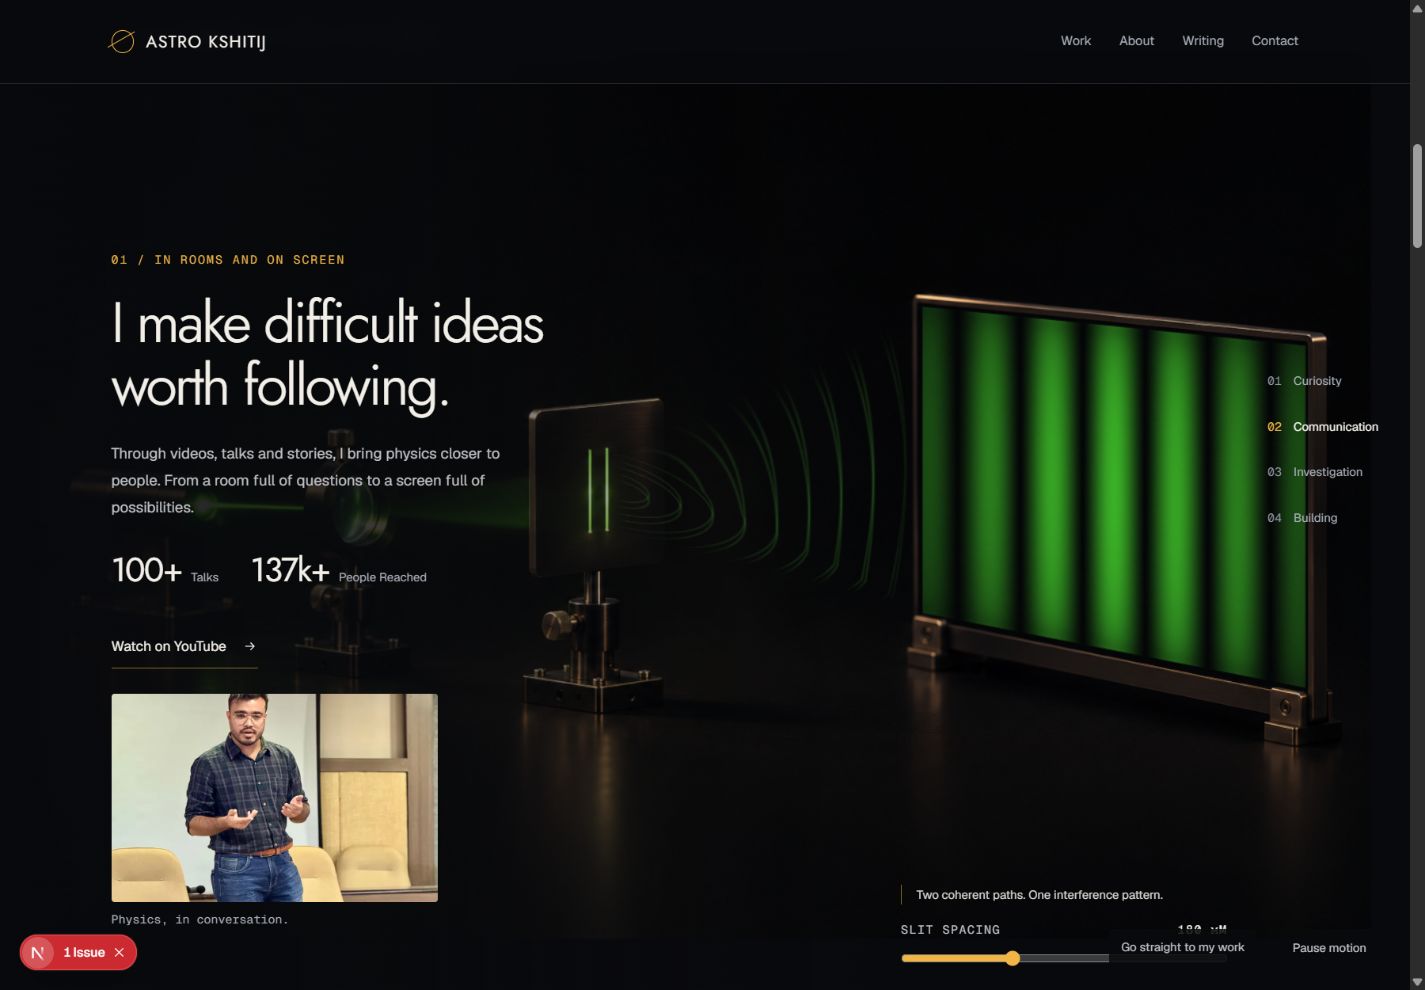 ASTRO KSHITIJ
Work
About
Writing
Contact
01 / IN ROOMS AND ON SCREEN
I make difficult ideas
worth following.
Through videos, talks and stories, I bring physics closer to
people. From a room full of questions to a screen full of
possibilities.
100+ Talks
137k+ People Reached
Watch on YouTube →
Physics, in conversation.
01 Curiosity
02 Communication
03 Investigation
04 Building
Two coherent paths. One interference pattern.
SLIT SPACING
Go straight to my work
Pause motion
N 1 Issue